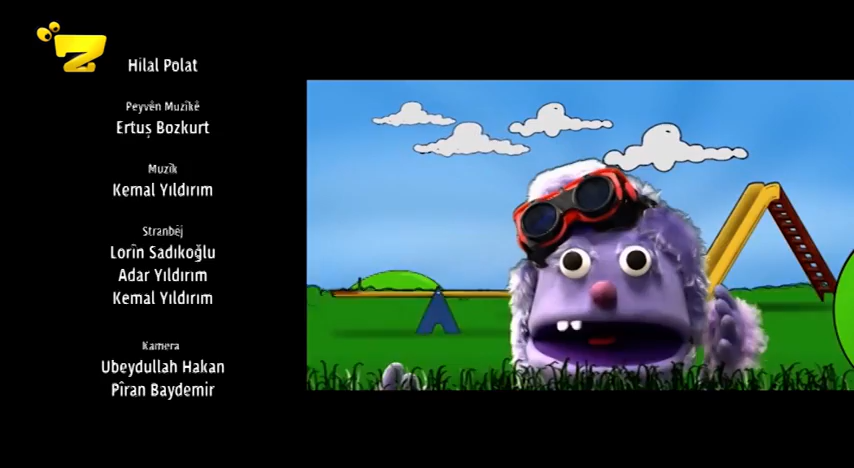 Z
Hilal Polat
Peyvên Muzîkê
Ertuş Bozkurt
Muzîk
Kemal Yıldırım
Stranbêj
Lorîn Sadıkoğlu
Adar Yıldırım
Kemal Yıldırım
Kamera
Ubeydullah Hakan
Pîran Baydemir